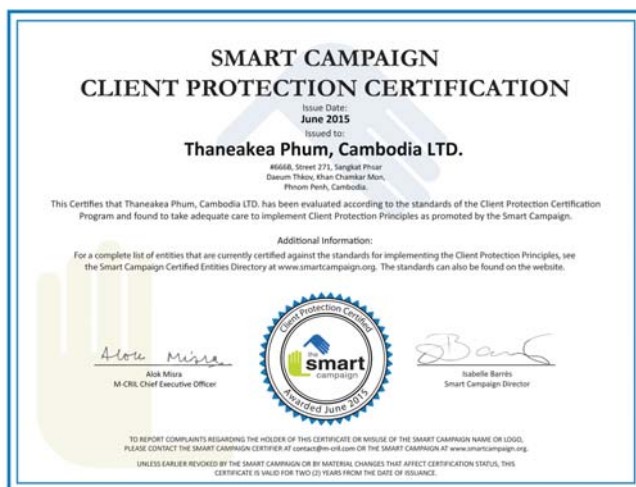 SMART CAMPAIGN
CLIENT PROTECTION CERTIFICATION
Issue Date:
June 2015
Issued to:
Thaneakea Phum, Cambodia LTD.
#666B, Street 271, Sangkat Phsar
Daeum Thkov, Khan Chamkar Mon,
Phnom Penh, Cambodia.
This Certifies that Thaneakea Phum, Cambodia LTD. has been evaluated according to the standards of the Client Protection Certification
Program and found to take adequate care to implement Client Protection Principles as promoted by the Smart Campaign.
Additional Information:
For a complete list of entities that are currently certified against the standards for implementing the Client Protection Principles, see
the Smart Campaign Certified Entities Directory at www.smartcampaign.org. The standards can also be found on the website.
Client Protection Certified
the
smart
campaign
Awarded June 2015
Alok Misra
Alok Misra
M-CRIL Chief Executive Officer
Isabelle Barrès
Smart Campaign Director
TO REPORT COMPLAINTS REGARDING THE HOLDER OF THIS CERTIFICATE OR MISUSE OF THE SMART CAMPAIGN NAME OR LOGO,
PLEASE CONTACT THE SMART CAMPAIGN CERTIFIER AT contact@m-cril.com OR THE SMART CAMPAIGN AT www.smartcampaign.org.
UNLESS EARLIER REVOKED BY THE SMART CAMPAIGN OR BY MATERIAL CHANGES THAT AFFECT CERTIFICATION STATUS, THIS
CERTIFICATE IS VALID FOR TWO (2) YEARS FROM THE DATE OF ISSUANCE.